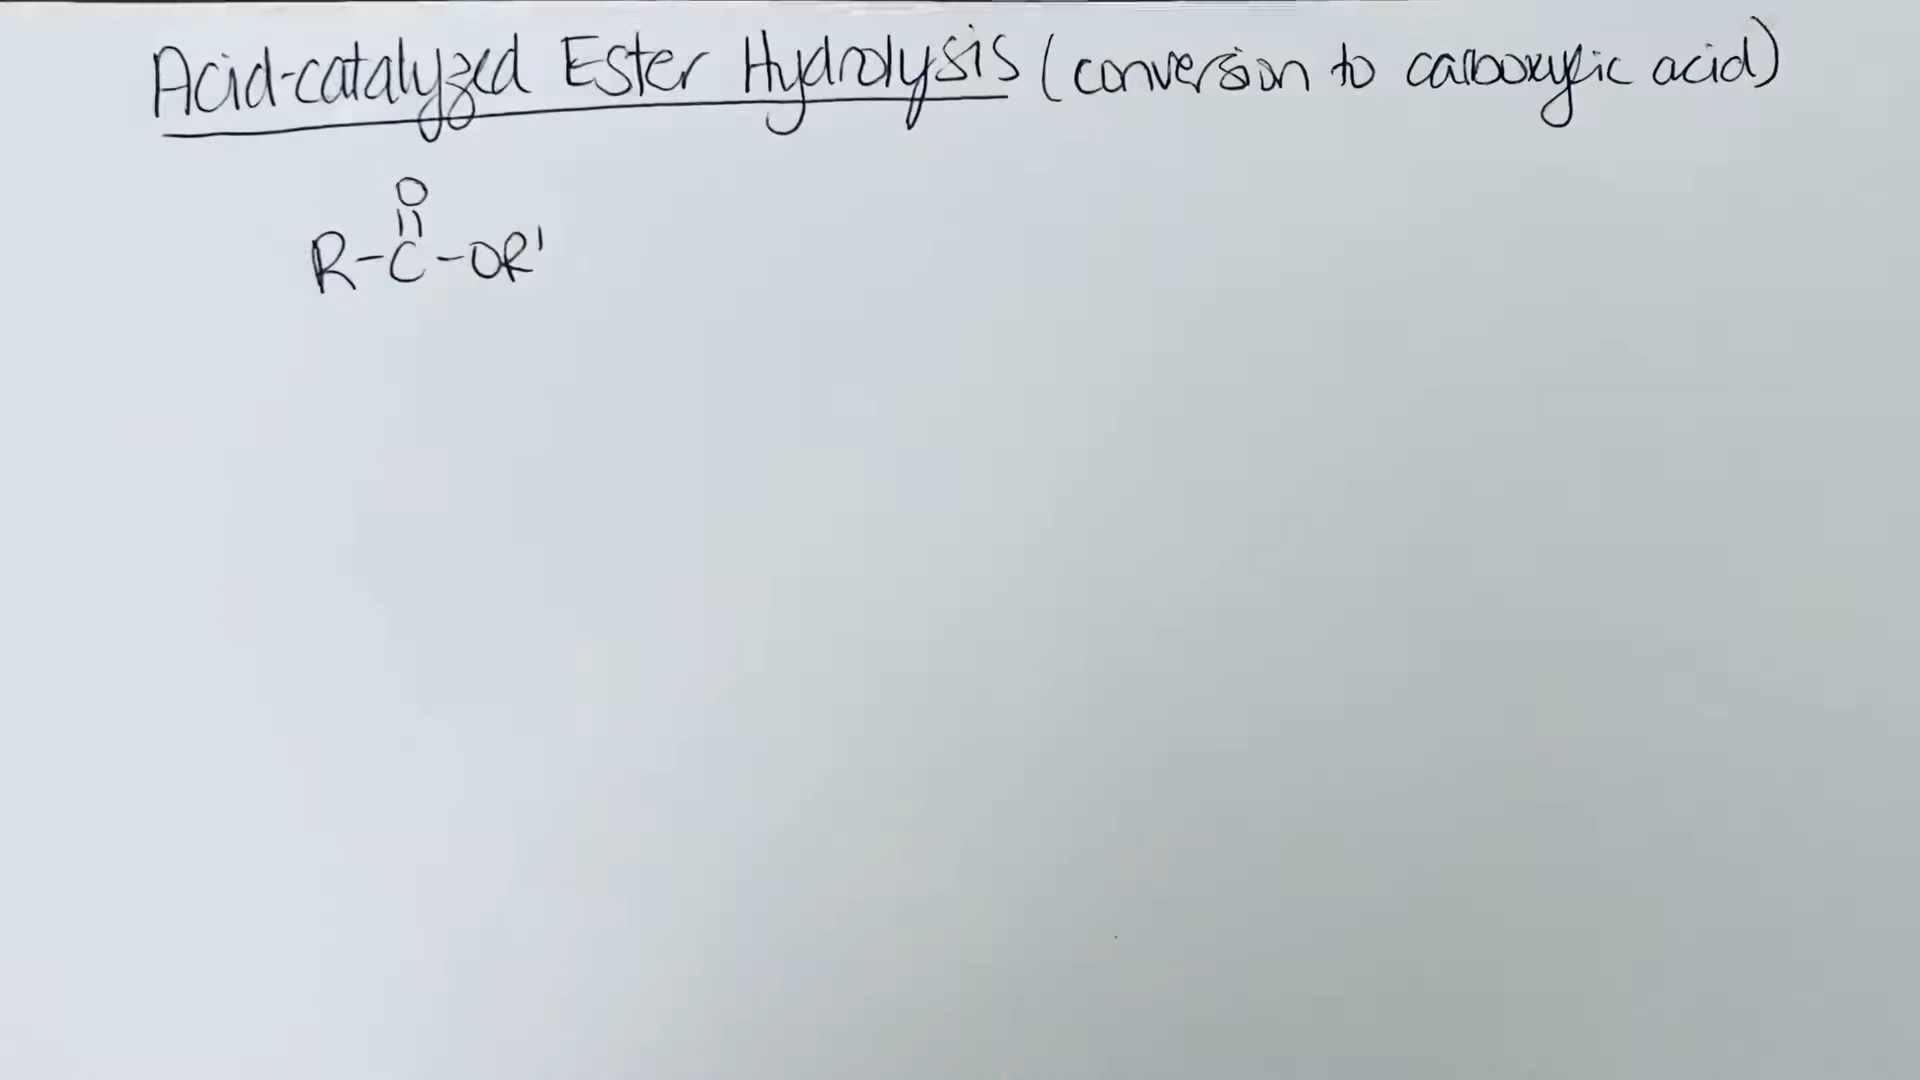 Acid-catalyzed Ester Hydrolysis (conversion to carboxylic acid)
O
||
R-C-OR'